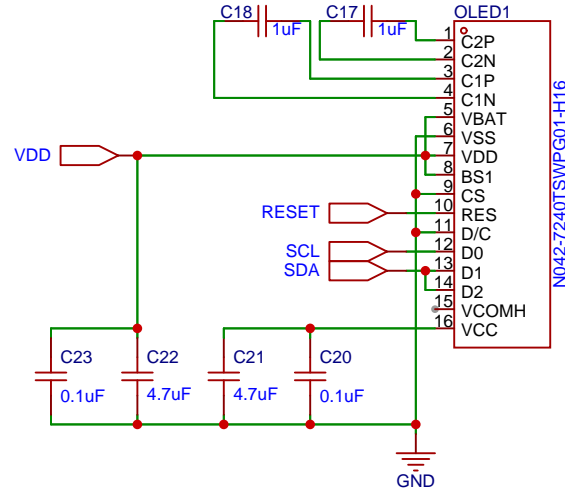 C18
C17
OLED1
1uF
1uF
1
C2P
2
C2N
3
C1P
4
C1N
5
VBAT
6
VSS
VDD
7
VDD
8
BS1
9
CS
RESET
10
RES
11
D/C
SCL
12
D0
SDA
13
D1
14
D2
15
VCOMH
16
VCC
N042-7240TSWPG01-H16
C23
C22
C21
C20
0.1uF
4.7uF
4.7uF
0.1uF
GND